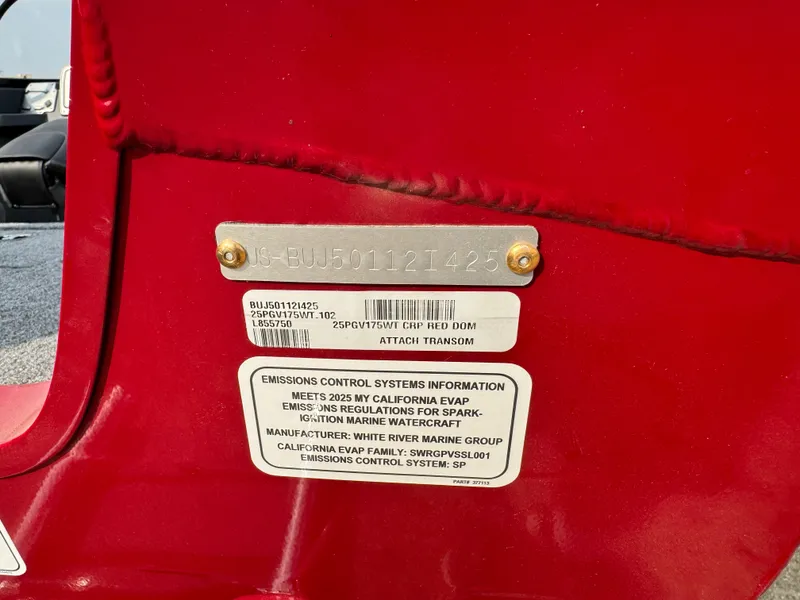 US-BUJ50112I425
BUJ50112I425
25PGV175WT.102
L855750 25PGV175WT CRP RED DOM
ATTACH TRANSOM
EMISSIONS CONTROL SYSTEMS INFORMATION
MEETS 2025 MY CALIFORNIA EVAP
EMISSIONS REGULATIONS FOR SPARK-
IGNITION MARINE WATERCRAFT
MANUFACTURER: WHITE RIVER MARINE GROUP
CALIFORNIA EVAP FAMILY: SWRGPVSSL001
EMISSIONS CONTROL SYSTEM: SP
PART# 377113